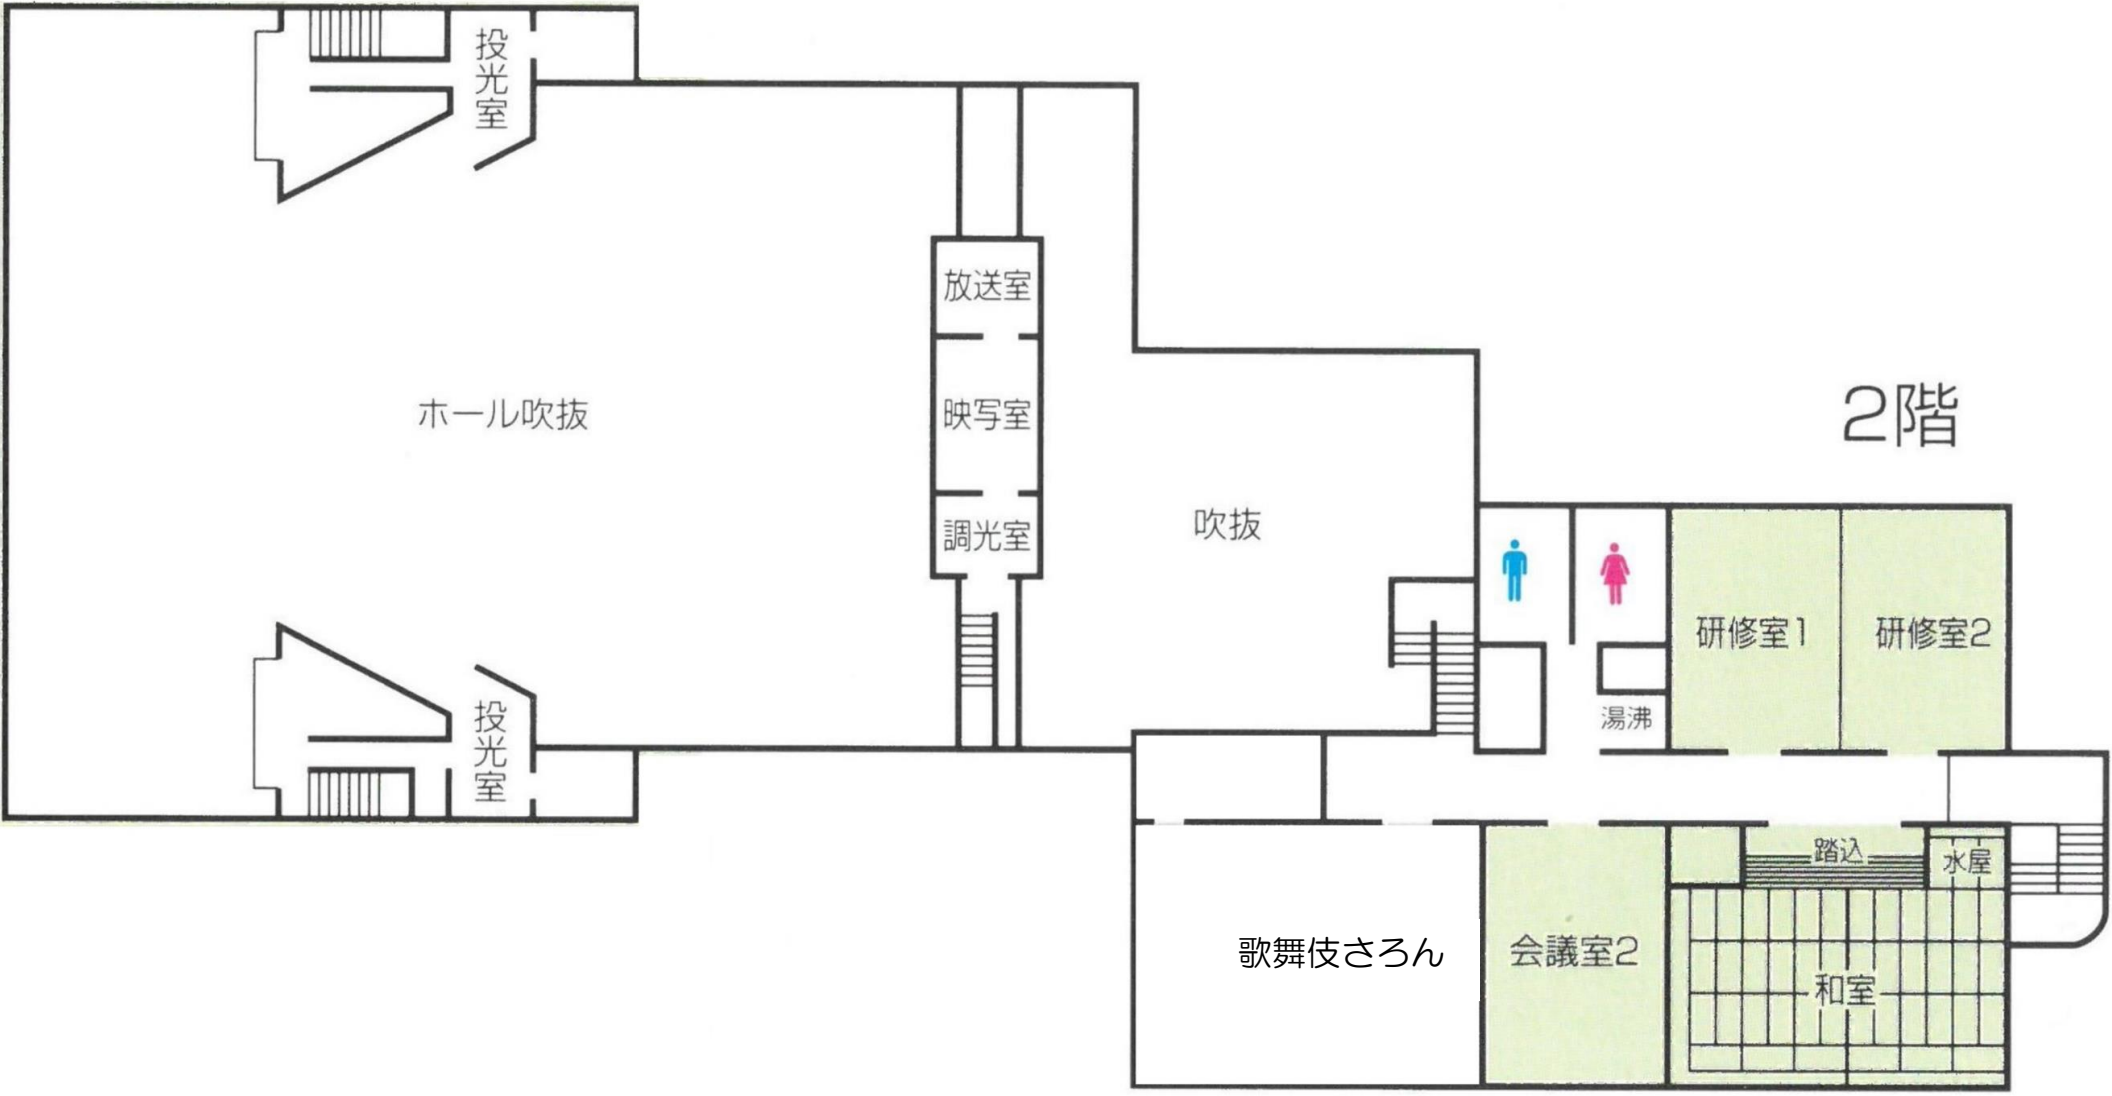 投光室
放送室
映写室
ホール吹抜
2階
調光室
吹抜
研修室1
研修室2
投光室
湯沸
踏込
水屋
歌舞伎さろん
会議室2
和室